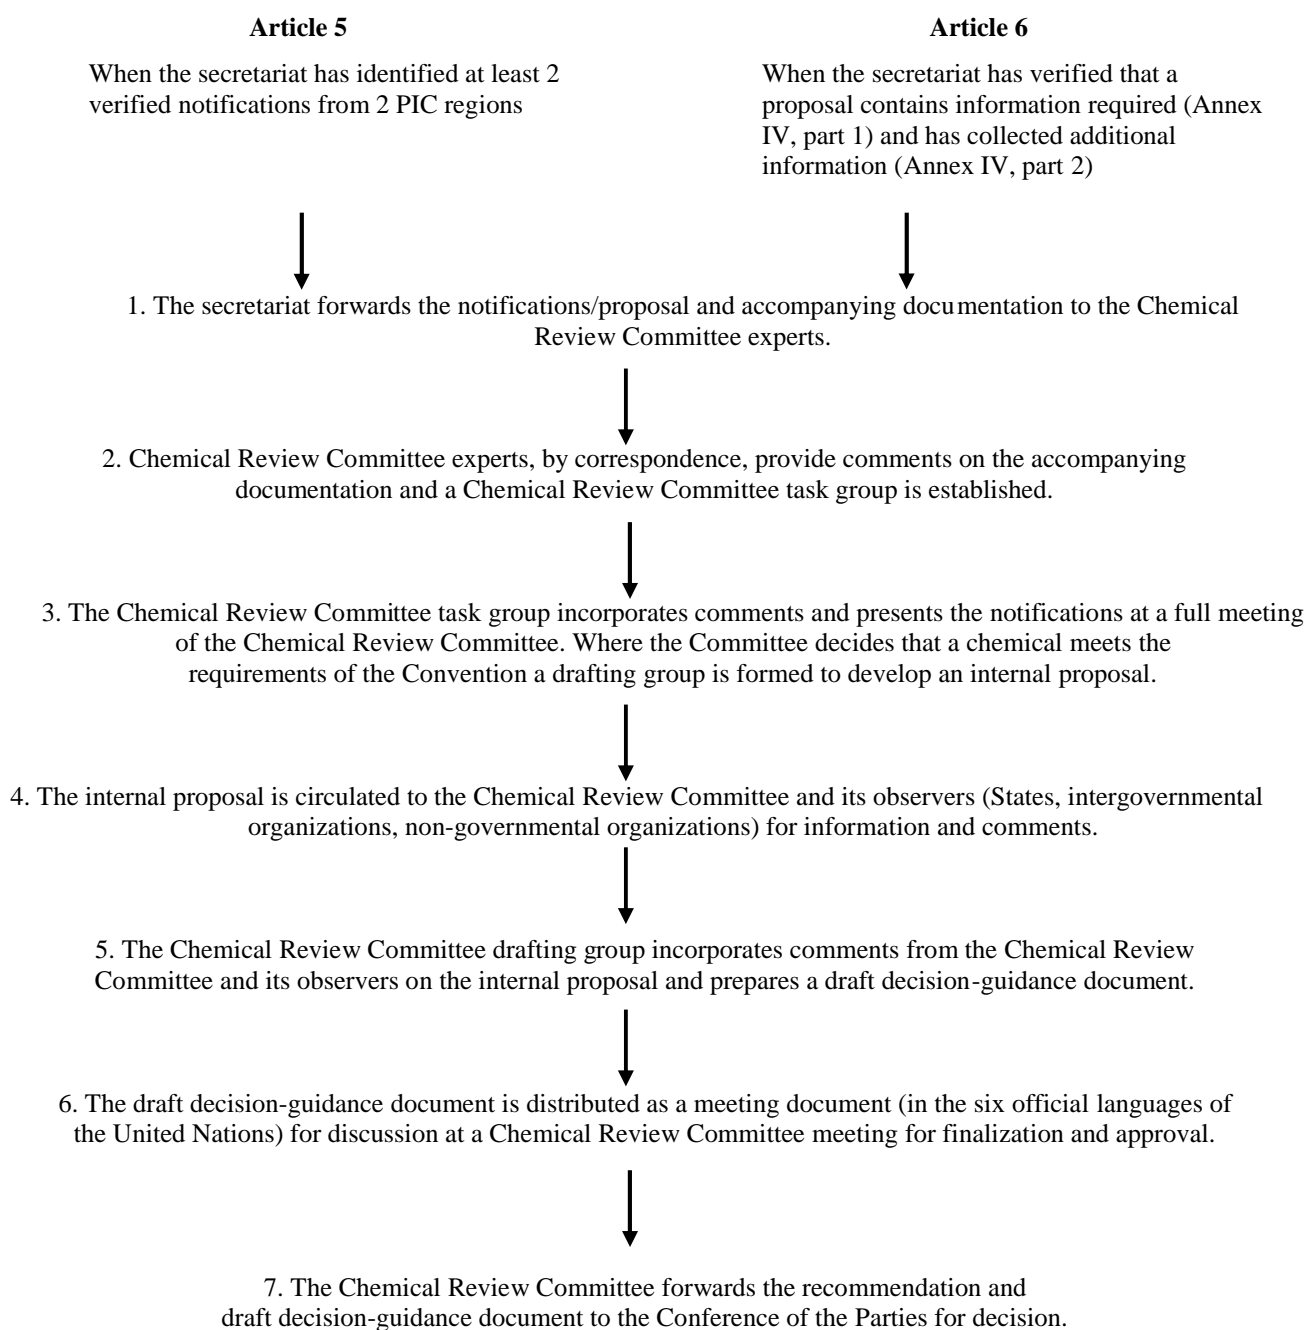 Article 5
When the secretariat has identified at least 2
verified notifications from 2 PIC regions
Article 6
When the secretariat has verified that a
proposal contains information required (Annex
IV, part 1) and has collected additional
information (Annex IV, part 2)
1. The secretariat forwards the notifications/proposal and accompanying documentation to the Chemical
Review Committee experts.
2. Chemical Review Committee experts, by correspondence, provide comments on the accompanying
documentation and a Chemical Review Committee task group is established.
3. The Chemical Review Committee task group incorporates comments and presents the notifications at a full meeting
of the Chemical Review Committee. Where the Committee decides that a chemical meets the
requirements of the Convention a drafting group is formed to develop an internal proposal.
4. The internal proposal is circulated to the Chemical Review Committee and its observers (States, intergovernmental
organizations, non-governmental organizations) for information and comments.
5. The Chemical Review Committee drafting group incorporates comments from the Chemical Review
Committee and its observers on the internal proposal and prepares a draft decision-guidance document.
6. The draft decision-guidance document is distributed as a meeting document (in the six official languages of
the United Nations) for discussion at a Chemical Review Committee meeting for finalization and approval.
7. The Chemical Review Committee forwards the recommendation and
draft decision-guidance document to the Conference of the Parties for decision.